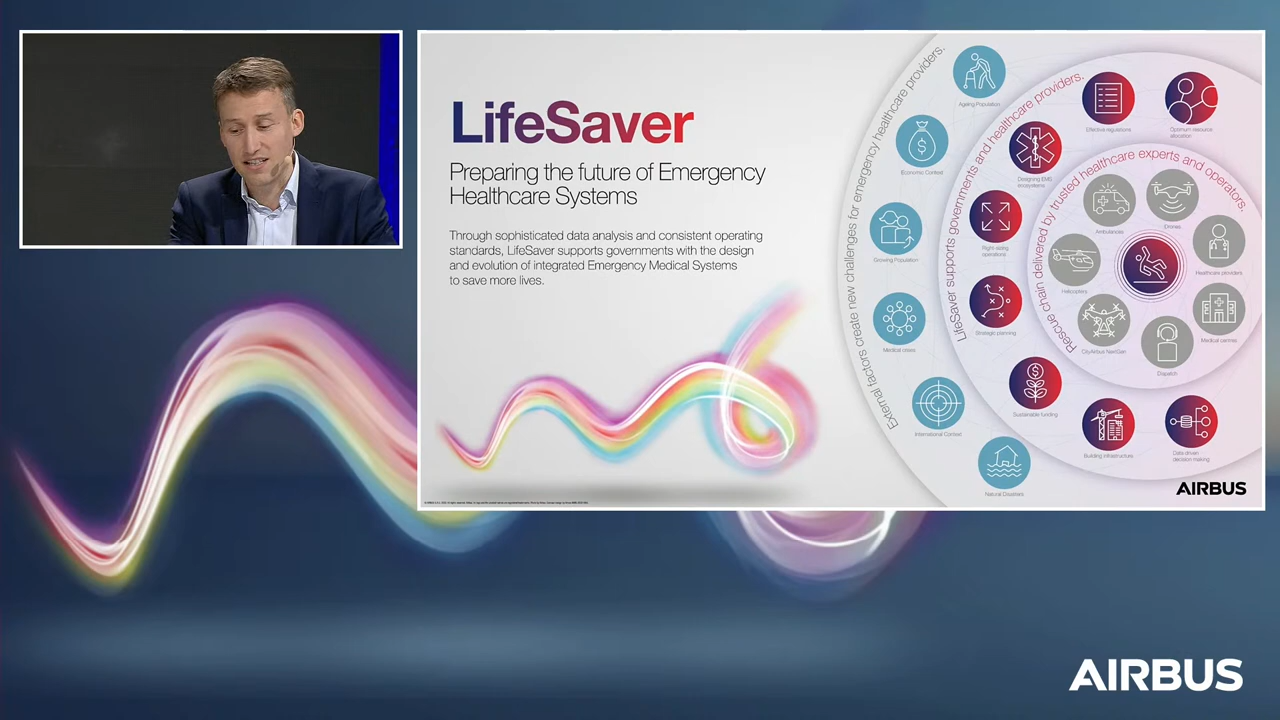 LifeSaver
Preparing the future of Emergency
Healthcare Systems
Through sophisticated data analysis and consistent operating
standards, LifeSaver supports governments with the design
and evolution of integrated Emergency Medical Systems
to save more lives.
External factors create new challenges for emergency healthcare providers.
Ageing Population
Economic Context
Growing Population
Medical crises
International Context
Natural Disasters
LifeSaver supports governments and healthcare providers.
Effective regulations
Optimum resource
allocation
Designing EMS
ecosystems
Right-sizing
operations
Strategic planning
Sustainable funding
Building infrastructure
Data driven
decision making
Rescue chain delivered by trusted healthcare experts and operators.
Ambulances
Drones
Healthcare providers
Helicopters
CityAirbus NextGen
Medical centres
Dispatch
AIRBUS
AIRBUS